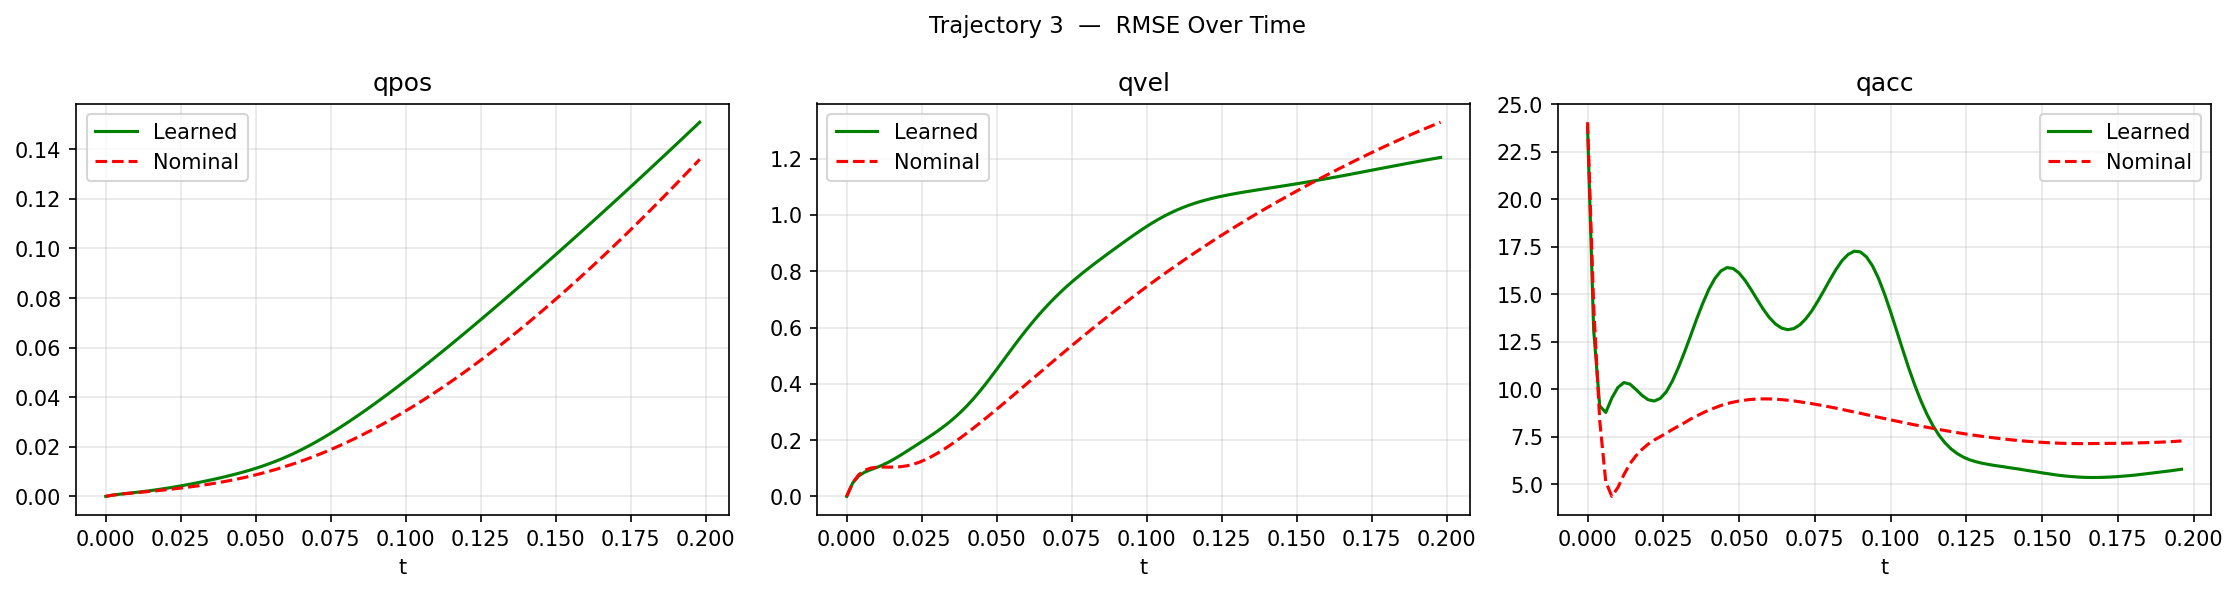 Trajectory 3 — RMSE Over Time
qpos
Learned
Nominal
0.14
0.12
0.10
0.08
0.06
0.04
0.02
0.00
0.000 0.025 0.050 0.075 0.100 0.125 0.150 0.175 0.200
t
qvel
Learned
Nominal
1.2
1.0
0.8
0.6
0.4
0.2
0.0
0.000 0.025 0.050 0.075 0.100 0.125 0.150 0.175 0.200
t
qacc
Learned
Nominal
25.0
22.5
20.0
17.5
15.0
12.5
10.0
7.5
5.0
0.000 0.025 0.050 0.075 0.100 0.125 0.150 0.175 0.200
t